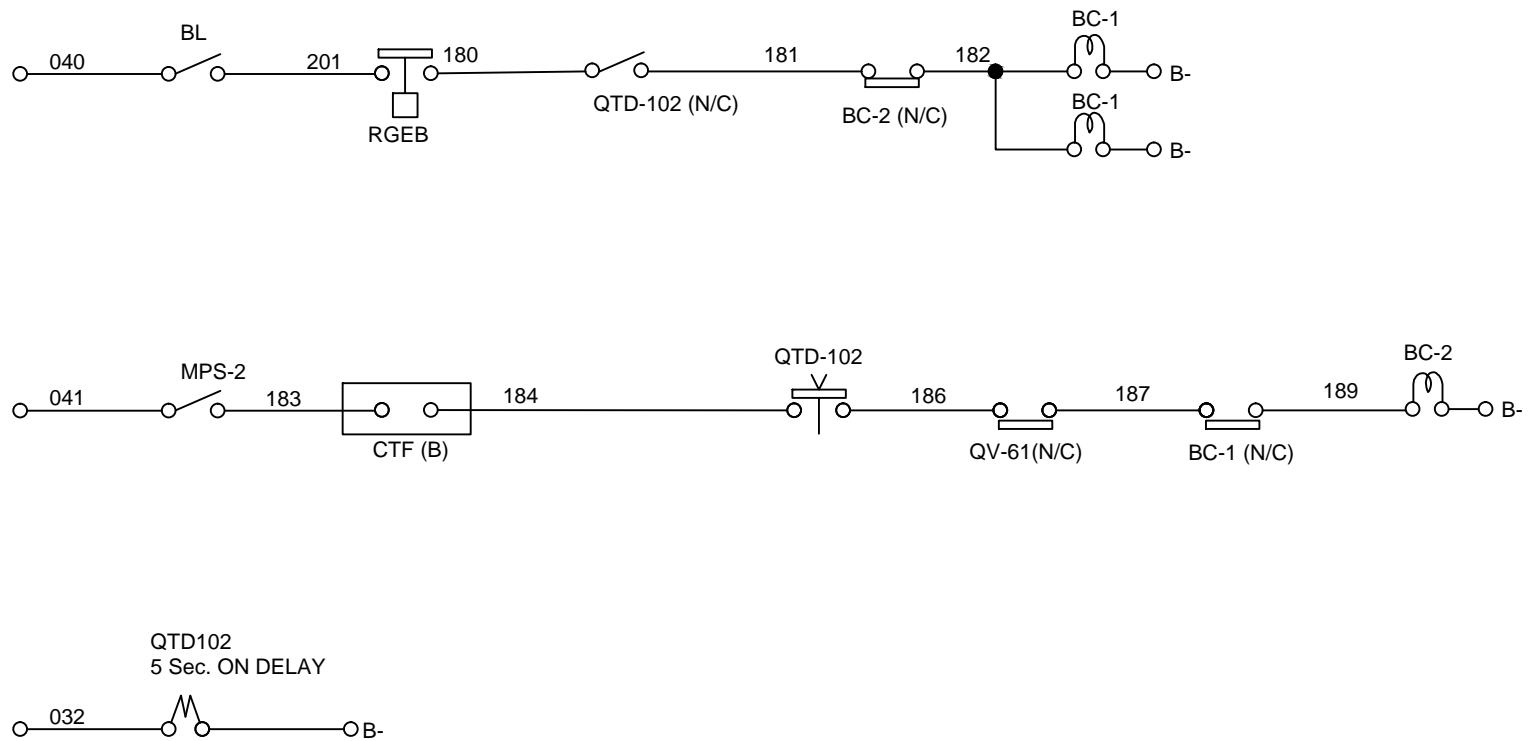 BL
BC-1
040
201
180
181
182
B-
QTD-102 (N/C)
BC-2 (N/C)
BC-1
RGEB
B-
QTD-102
BC-2
MPS-2
041
183
184
186
187
189
B-
CTF (B)
QV-61(N/C)
BC-1 (N/C)
QTD102
5 Sec. ON DELAY
032
B-